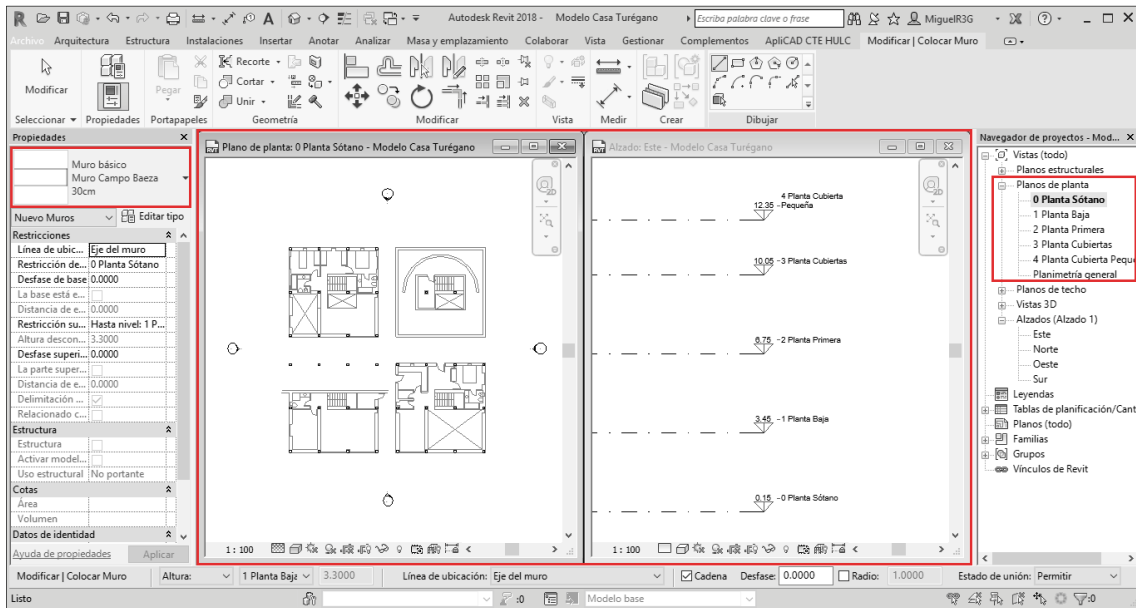 Autodesk Revit 2018 - Modelo Casa Turégano
Escriba palabra clave o frase
MiguelR3G
Archivo Arquitectura Estructura Instalaciones Insertar Anotar Analizar Masa y emplazamiento Colaborar Vista Gestionar Complementos ApliCAD CTE HULC Modificar | Colocar Muro
Modificar
Pegar
Recorte
Cortar
Unir
Seleccionar Propiedades Portapapeles Geometría Modificar Vista Medir Crear Dibujar
Propiedades
Muro básico
Muro Campo Baeza
30cm
Nuevo Muros Editar tipo
Restricciones
Línea de ubic... Eje del muro
Restricción de... 0 Planta Sótano
Desfase de base 0.0000
La base está e...
Distancia de e... 0.0000
Restricción su... Hasta nivel: 1 P...
Altura descon... 3.3000
Desfase superi... 0.0000
La parte super...
Distancia de e... 0.0000
Delimitación ...
Relacionado c...
Estructura
Estructura
Activar model...
Uso estructural No portante
Cotas
Área
Volumen
Datos de identidad
Ayuda de propiedades Aplicar
Plano de planta: 0 Planta Sótano - Modelo Casa Turégano
2D
1 : 100
Alzado: Este - Modelo Casa Turégano
2D
4 Planta Cubierta
12.35 - Pequeña
10.05 - 3 Planta Cubiertas
6.75 - 2 Planta Primera
3.45 - 1 Planta Baja
0.15 - 0 Planta Sótano
1 : 100
Navegador de proyectos - Mod...
Vistas (todo)
Planos estructurales
Planos de planta
0 Planta Sótano
1 Planta Baja
2 Planta Primera
3 Planta Cubiertas
4 Planta Cubierta Peque
Planimetría general
Planos de techo
Vistas 3D
Alzados (Alzado 1)
Este
Norte
Oeste
Sur
Leyendas
Tablas de planificación/Cant
Planos (todo)
Familias
Grupos
Vínculos de Revit
Modificar | Colocar Muro Altura: 1 Planta Baja 3.3000 Línea de ubicación: Eje del muro Cadena Desfase: 0.0000 Radio: 1.0000 Estado de unión: Permitir
Listo :0 Modelo base :0